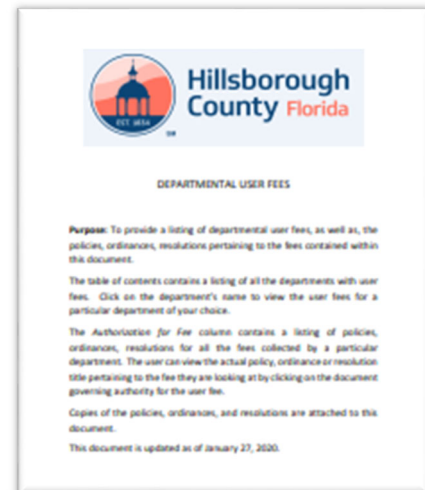 Hillsborough
County Florida
EST. 1834
SM
DEPARTMENTAL USER FEES
Purpose: To provide a listing of departmental user fees, as well as, the
policies, ordinances, resolutions pertaining to the fees contained within
this document.
The table of contents contains a listing of all the departments with user
fees. Click on the department's name to view the user fees for a
particular department of your choice.
The Authorization for Fee column contains a listing of policies,
ordinances, resolutions for all the fees collected by a particular
department. The user can view the actual policy, ordinance or resolution
title pertaining to the fee they are looking at by clicking on the document
governing authority for the user fee.
Copies of the policies, ordinances, and resolutions are attached to this
document.
This document is updated as of January 27, 2020.